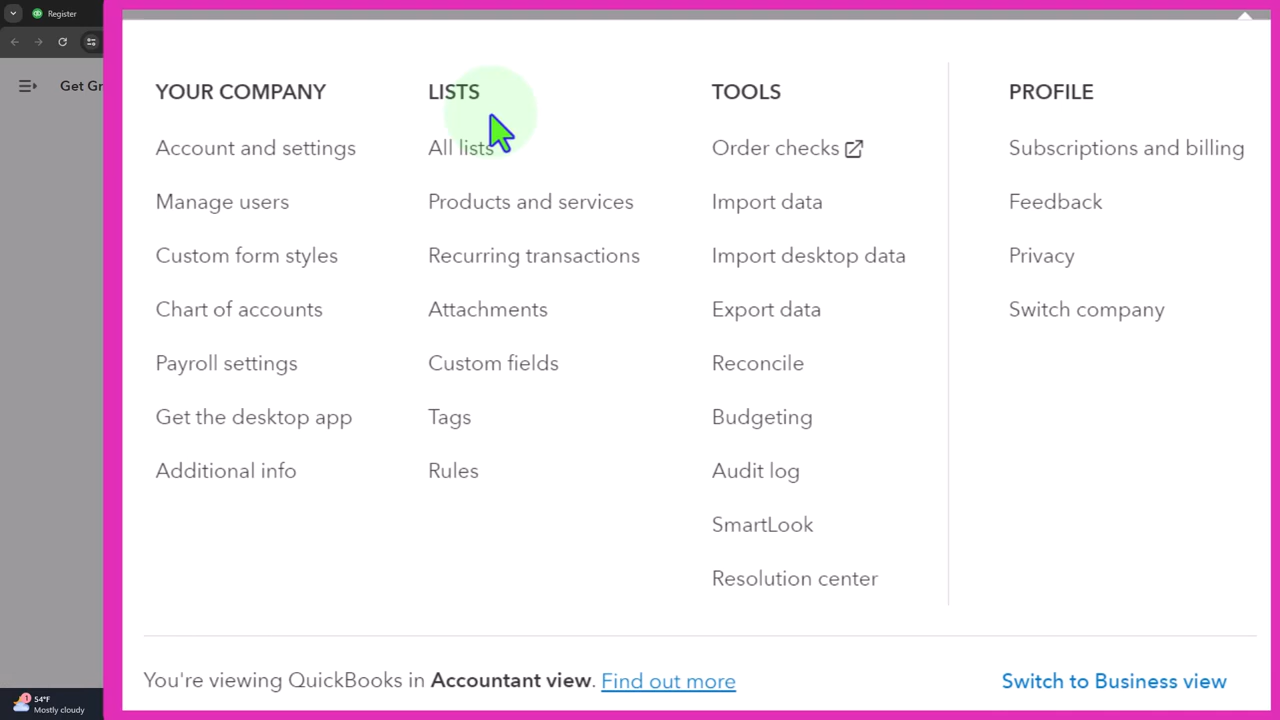 Register
Get Gr
YOUR COMPANY
Account and settings
Manage users
Custom form styles
Chart of accounts
Payroll settings
Get the desktop app
Additional info
LISTS
All lists
Products and services
Recurring transactions
Attachments
Custom fields
Tags
Rules
TOOLS
Order checks
Import data
Import desktop data
Export data
Reconcile
Budgeting
Audit log
SmartLook
Resolution center
PROFILE
Subscriptions and billing
Feedback
Privacy
Switch company
You're viewing QuickBooks in Accountant view. Find out more
Switch to Business view
1
54°F
Mostly cloudy